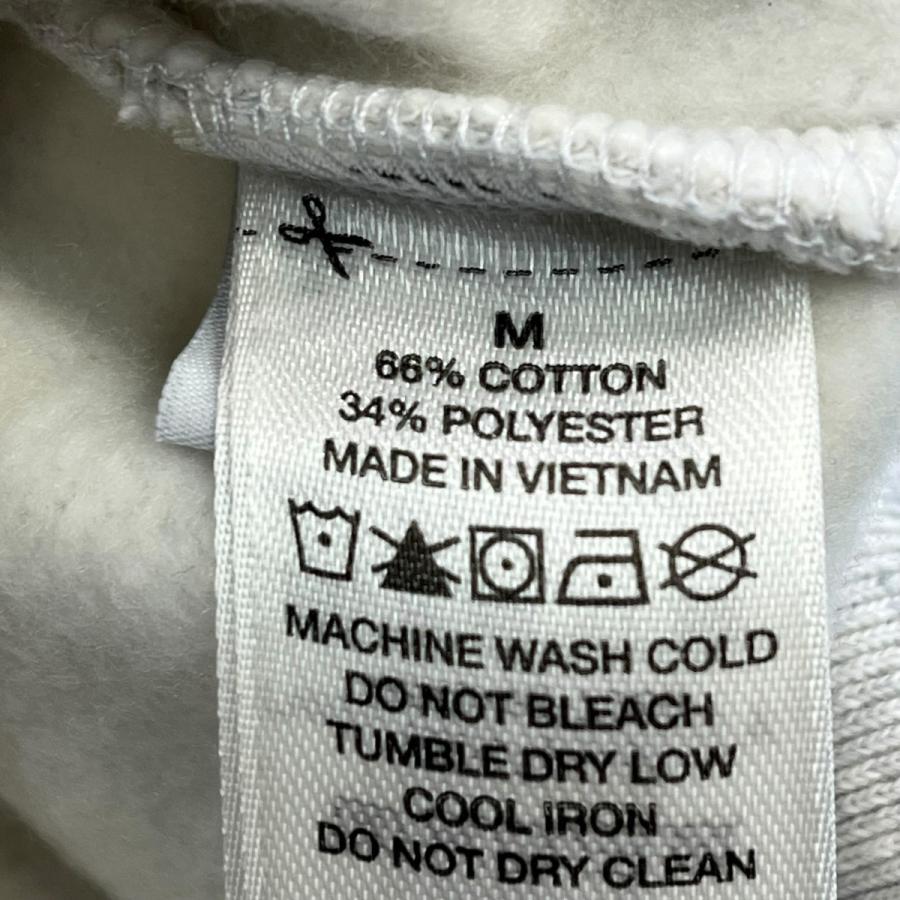 M
66% COTTON
34% POLYESTER
MADE IN VIETNAM
MACHINE WASH COLD
DO NOT BLEACH
TUMBLE DRY LOW
COOL IRON
DO NOT DRY CLEAN